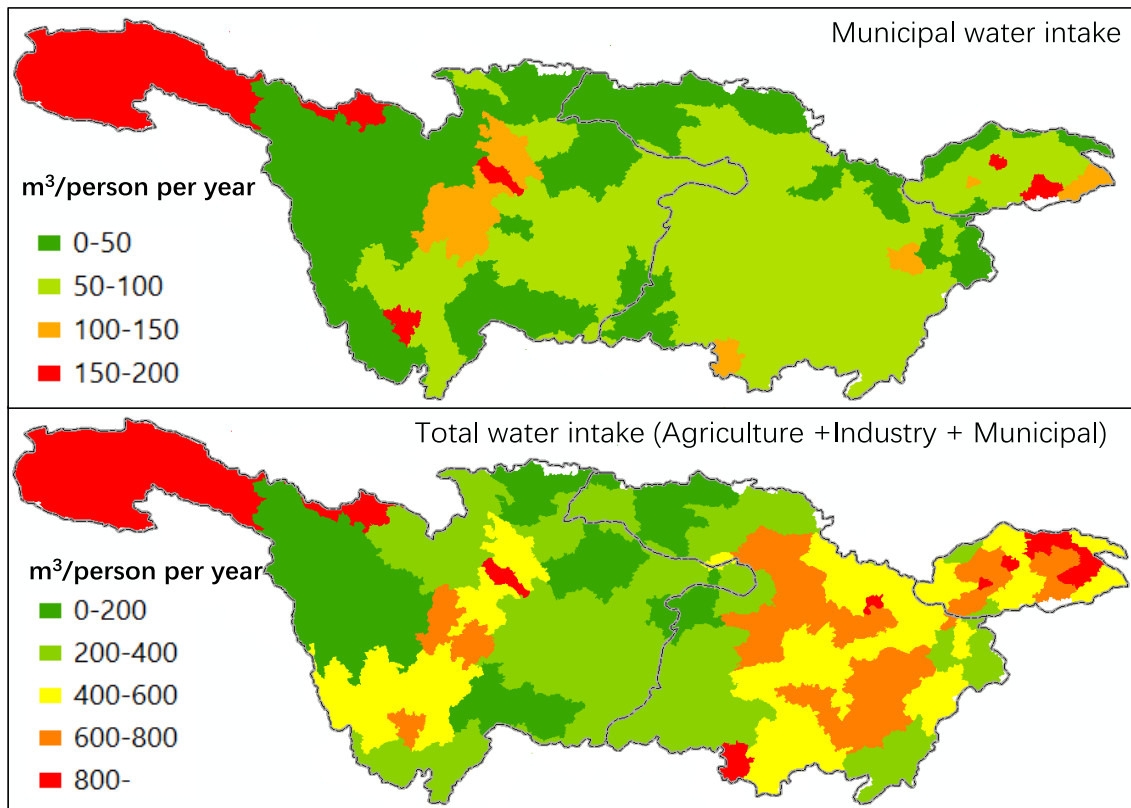 Municipal water intake
m³/person per year
0-50
50-100
100-150
150-200
Total water intake (Agriculture +Industry + Municipal)
m³/person per year
0-200
200-400
400-600
600-800
800-